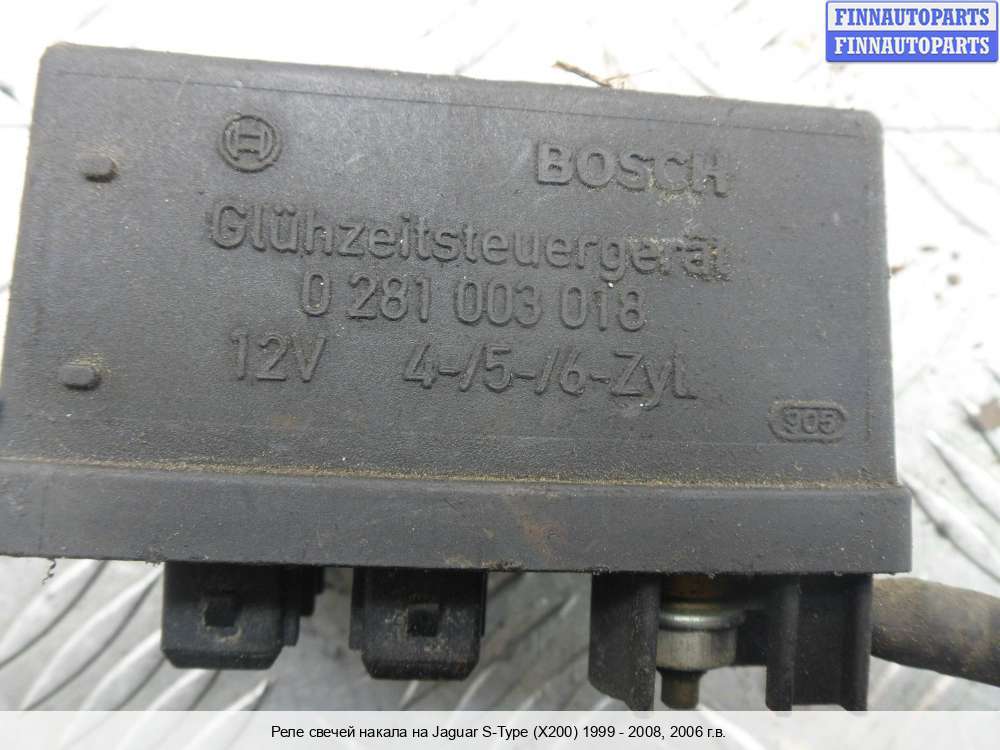 FINNAUTOPARTS
FINNAUTOPARTS
BOSCH
Glühzeitsteuergerät
0 281 003 018
12V 4-/5-/6-Zyl.
905
Реле свечей накала на Jaguar S-Type (X200) 1999 - 2008, 2006 г.в.